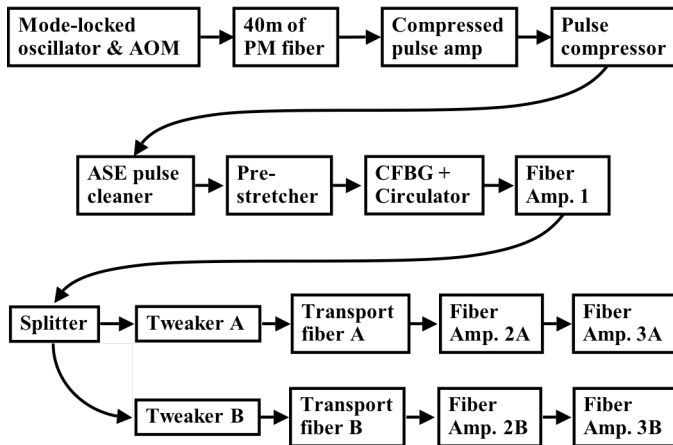 Mode-locked
oscillator & AOM
40m of
PM fiber
Compressed
pulse amp
Pulse
compressor
ASE pulse
cleaner
Pre-
stretcher
CFBG +
Circulator
Fiber
Amp. 1
Splitter
Tweaker A
Transport
fiber A
Fiber
Amp. 2A
Fiber
Amp. 3A
Tweaker B
Transport
fiber B
Fiber
Amp. 2B
Fiber
Amp. 3B